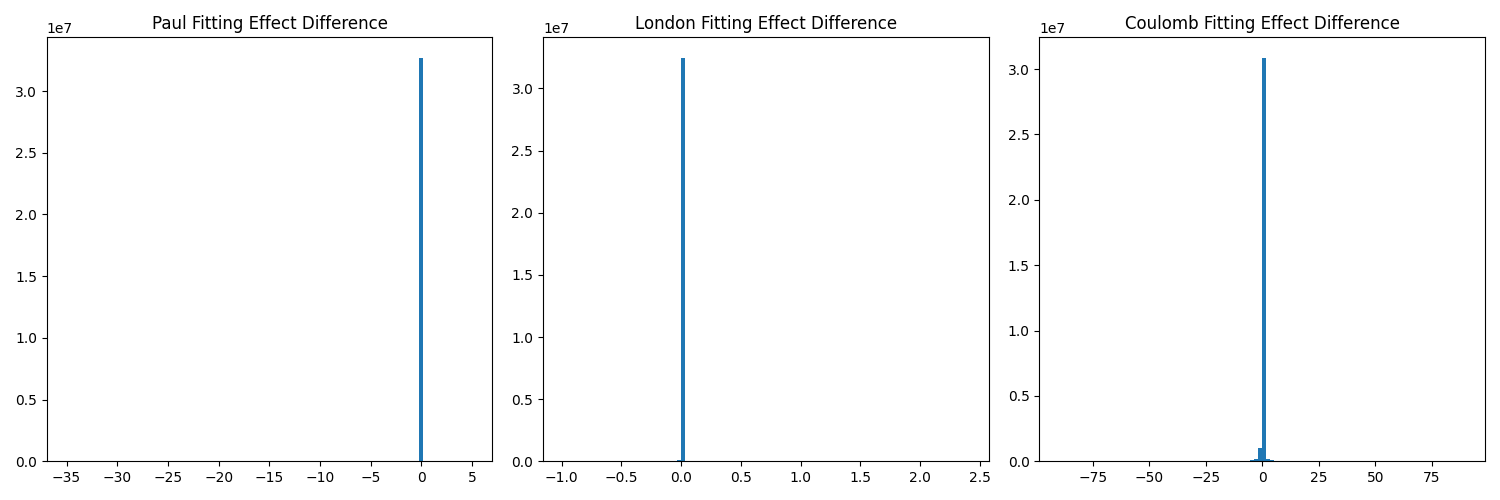 Paul Fitting Effect Difference
1e7
3.0
2.5
2.0
1.5
1.0
0.5
0.0
−35 −30 −25 −20 −15 −10 −5 0 5
London Fitting Effect Difference
1e7
3.0
2.5
2.0
1.5
1.0
0.5
0.0
−1.0 −0.5 0.0 0.5 1.0 1.5 2.0 2.5
Coulomb Fitting Effect Difference
1e7
3.0
2.5
2.0
1.5
1.0
0.5
0.0
−75 −50 −25 0 25 50 75